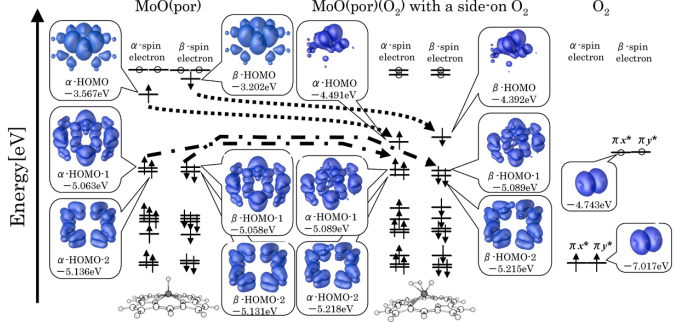 MoO(por)
MoO(por)(O₂) with a side-on O₂
O₂
Energy[eV]
α-spin
electron
β-spin
electron
α-spin
electron
β-spin
electron
α-spin
electron
β-spin
electron
α-HOMO
−3.567eV
β-HOMO
−3.202eV
α-HOMO
−4.491eV
β-HOMO
−4.392eV
α-HOMO-1
−5.063eV
β-HOMO-1
−5.058eV
α-HOMO-1
−5.089eV
β-HOMO-1
−5.089eV
α-HOMO-2
−5.136eV
β-HOMO-2
−5.131eV
α-HOMO-2
−5.218eV
β-HOMO-2
−5.215eV
πx* πy*
−4.743eV
πx* πy*
−7.017eV